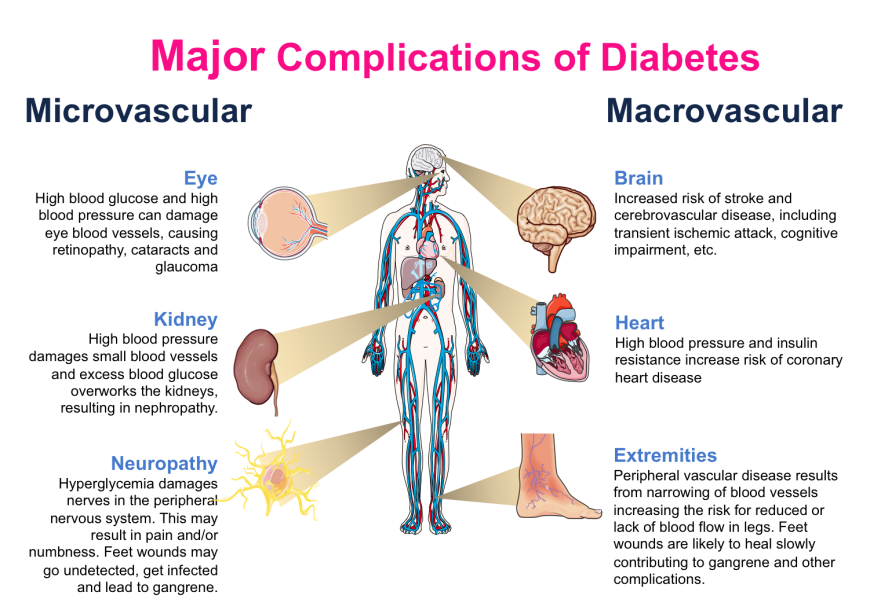 Major Complications of Diabetes
Microvascular
Macrovascular
Eye
High blood glucose and high
blood pressure can damage
eye blood vessels, causing
retinopathy, cataracts and
glaucoma
Kidney
High blood pressure
damages small blood vessels
and excess blood glucose
overworks the kidneys,
resulting in nephropathy.
Neuropathy
Hyperglycemia damages
nerves in the peripheral
nervous system. This may
result in pain and/or
numbness. Feet wounds may
go undetected, get infected
and lead to gangrene.
Brain
Increased risk of stroke and
cerebrovascular disease, including
transient ischemic attack, cognitive
impairment, etc.
Heart
High blood pressure and insulin
resistance increase risk of coronary
heart disease
Extremities
Peripheral vascular disease results
from narrowing of blood vessels
increasing the risk for reduced or
lack of blood flow in legs. Feet
wounds are likely to heal slowly
contributing to gangrene and other
complications.